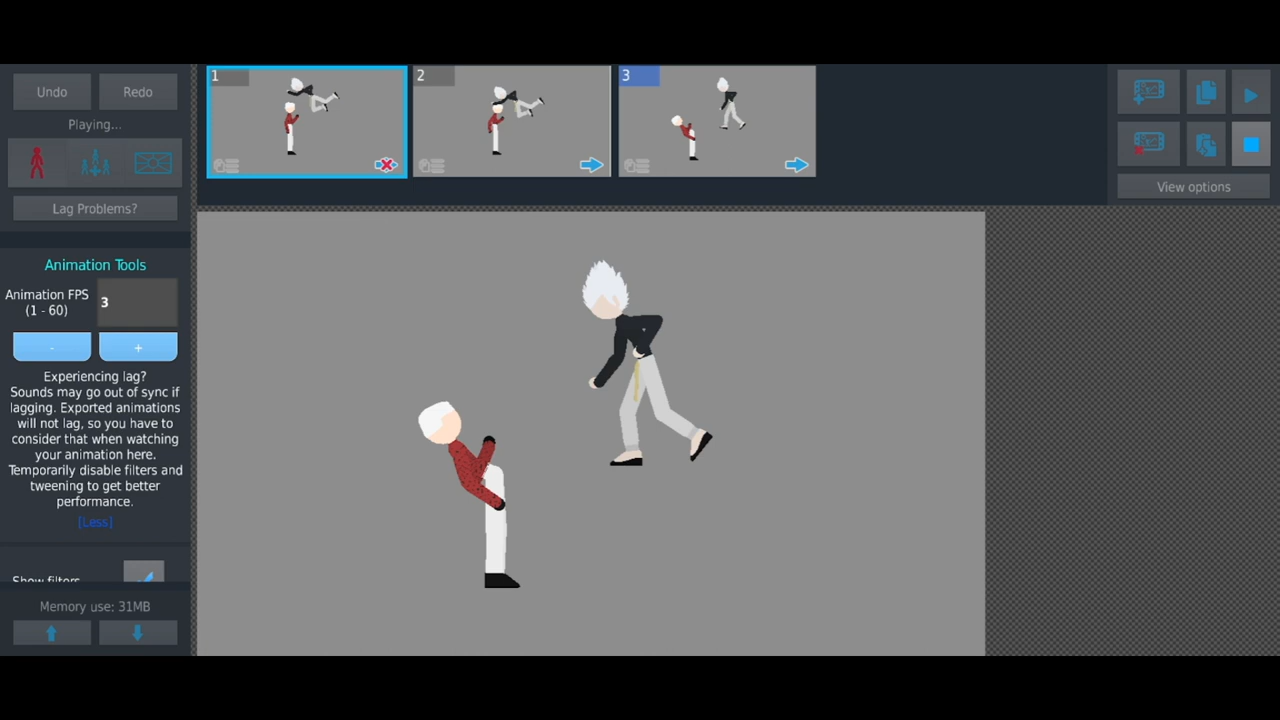 Undo Redo
Playing...
Lag Problems?
1
2
3
View options
Animation Tools
Animation FPS
(1 - 60)
3
- +
Experiencing lag?
Sounds may go out of sync if
lagging. Exported animations
will not lag, so you have to
consider that when watching
your animation here.
Temporarily disable filters and
tweening to get better
performance.
[Less]
Show filters
Memory use: 31MB